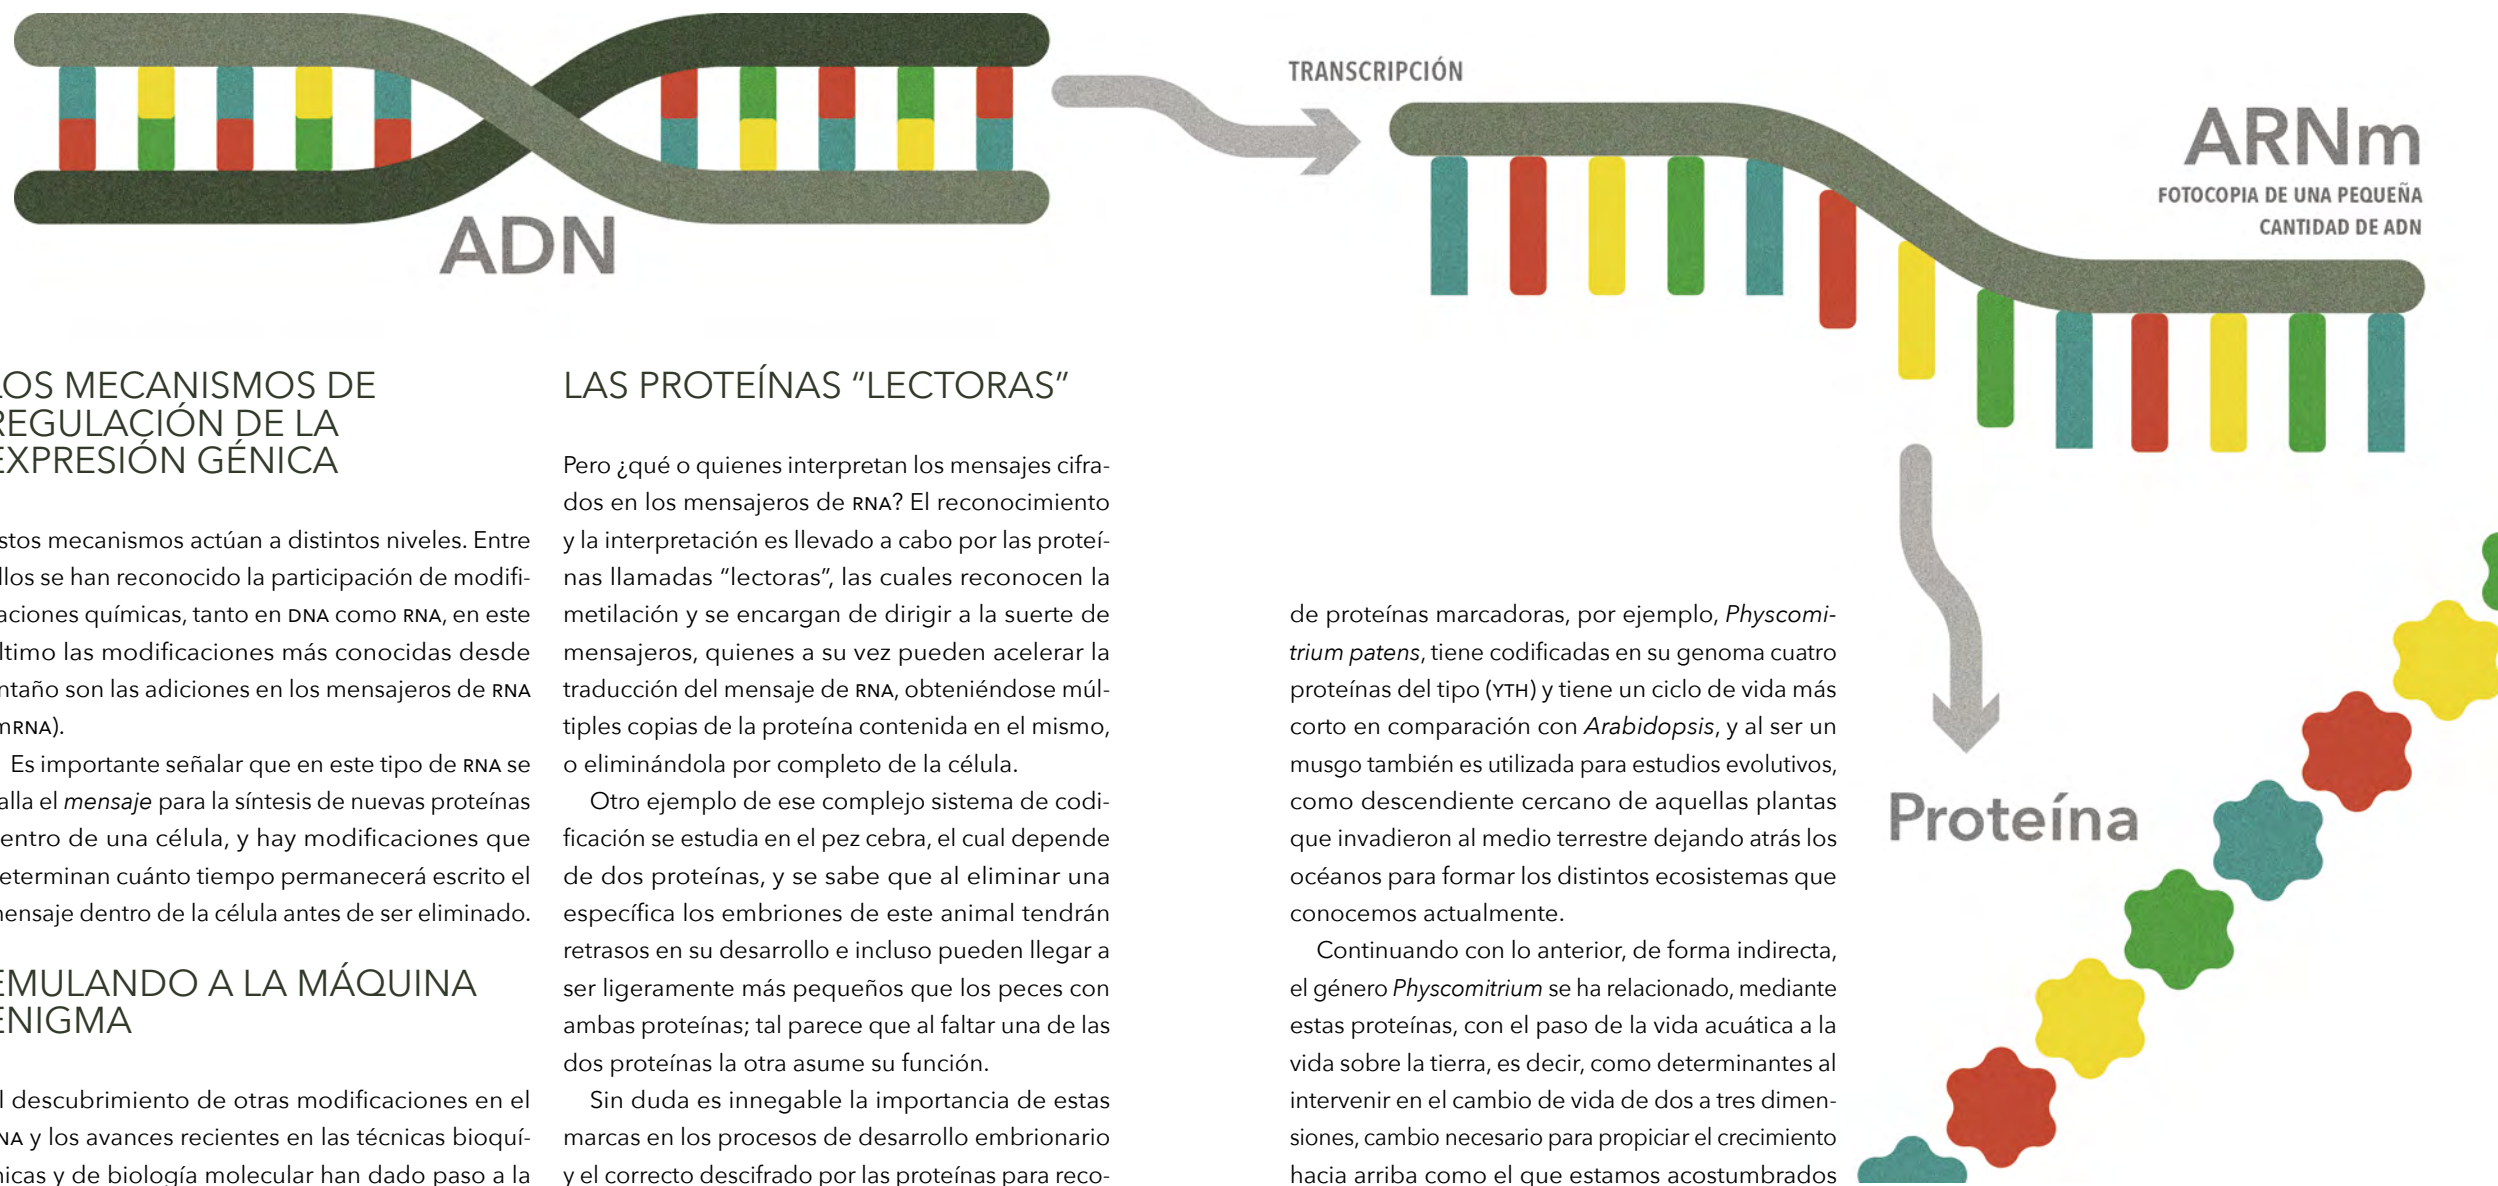 ADN
TRANSCRIPCIÓN
ARNm
FOTOCOPIA DE UNA PEQUEÑA
CANTIDAD DE ADN
Proteína
LOS MECANISMOS DE
REGULACIÓN DE LA
EXPRESIÓN GÉNICA
stos mecanismos actúan a distintos niveles. Entre
llos se han reconocido la participación de modifi-
aciones químicas, tanto en DNA como RNA, en este
ltimo las modificaciones más conocidas desde
ntaño son las adiciones en los mensajeros de RNA
mRNA).
Es importante señalar que en este tipo de RNA se
alla el mensaje para la síntesis de nuevas proteínas
entro de una célula, y hay modificaciones que
eterminan cuánto tiempo permanecerá escrito el
mensaje dentro de la célula antes de ser eliminado.
EMULANDO A LA MÁQUINA
ENIGMA
l descubrimiento de otras modificaciones en el
NA y los avances recientes en las técnicas bioquí-
micas y de biología molecular han dado paso a la
LAS PROTEÍNAS “LECTORAS”
Pero ¿qué o quienes interpretan los mensajes cifra-
dos en los mensajeros de RNA? El reconocimiento
y la interpretación es llevado a cabo por las proteí-
nas llamadas “lectoras”, las cuales reconocen la
metilación y se encargan de dirigir a la suerte de
mensajeros, quienes a su vez pueden acelerar la
traducción del mensaje de RNA, obteniéndose múl-
tiples copias de la proteína contenida en el mismo,
o eliminándola por completo de la célula.
Otro ejemplo de ese complejo sistema de codi-
ficación se estudia en el pez cebra, el cual depende
de dos proteínas, y se sabe que al eliminar una
específica los embriones de este animal tendrán
retrasos en su desarrollo e incluso pueden llegar a
ser ligeramente más pequeños que los peces con
ambas proteínas; tal parece que al faltar una de las
dos proteínas la otra asume su función.
Sin duda es innegable la importancia de estas
marcas en los procesos de desarrollo embrionario
y el correcto descifrado por las proteínas para reco-
de proteínas marcadoras, por ejemplo, Physcomi-
trium patens, tiene codificadas en su genoma cuatro
proteínas del tipo (YTH) y tiene un ciclo de vida más
corto en comparación con Arabidopsis, y al ser un
musgo también es utilizada para estudios evolutivos,
como descendiente cercano de aquellas plantas
que invadieron al medio terrestre dejando atrás los
océanos para formar los distintos ecosistemas que
conocemos actualmente.
Continuando con lo anterior, de forma indirecta,
el género Physcomitrium se ha relacionado, mediante
estas proteínas, con el paso de la vida acuática a la
vida sobre la tierra, es decir, como determinantes al
intervenir en el cambio de vida de dos a tres dimen-
siones, cambio necesario para propiciar el crecimiento
hacia arriba como el que estamos acostumbrados